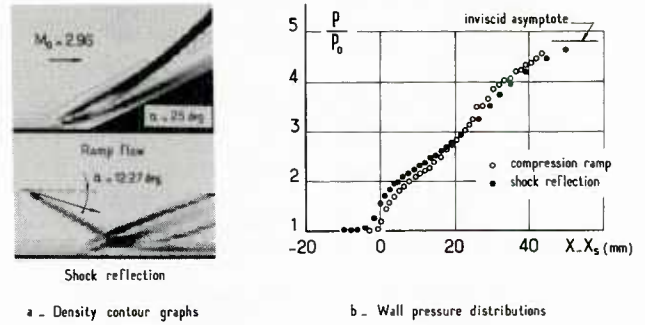 M₀ = 2.96
α = 25 deg
Ramp flow
α = 12.27 deg
Shock reflection
a _ Density contour graphs
P
P₀
inviscid asymptote
5
4
3
2
1
o compression ramp
• shock reflection
-20
0
20
40
X_Xs (mm)
b _ Wall pressure distributions